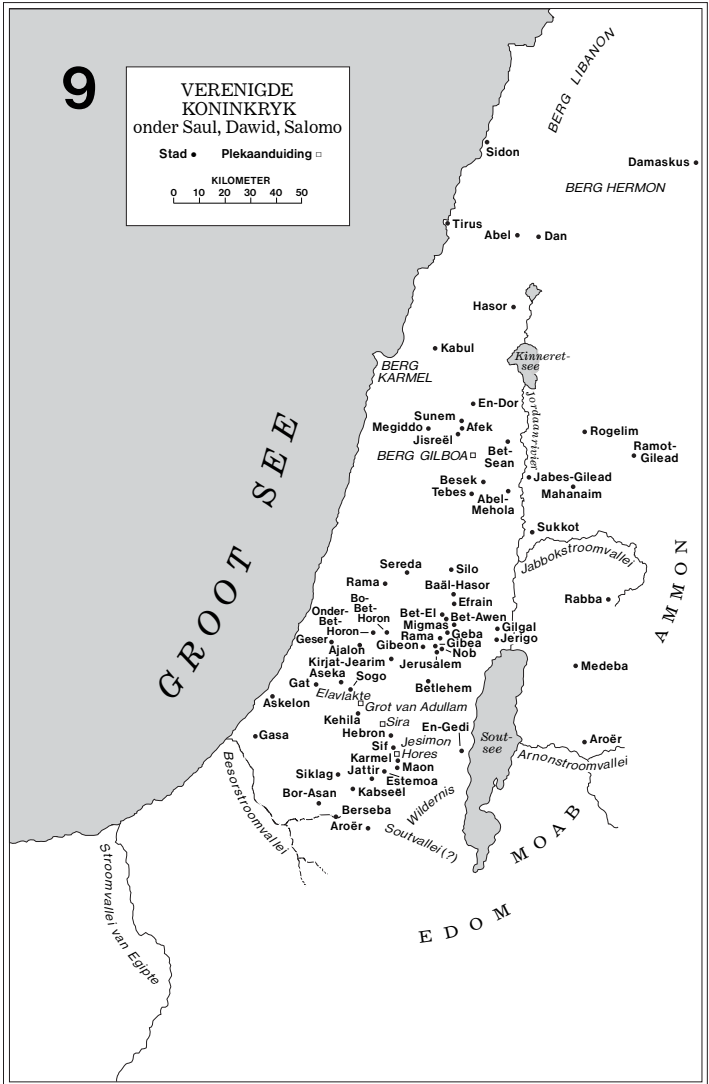 9
VERENIGDE
KONINKRYK
onder Saul, Dawid, Salomo
Stad
Plekaanduiding
KILOMETER
0 10 20 30 40 50
BERG LIBANON
Sidon
Damaskus
BERG HERMON
Tirus
Abel
Dan
Hasor
Kabul
Kinneret-
see
BERG
KARMEL
En-Dor
Jordaanrivier
Sunem
Megiddo
Afek
Jisreël
Rogelim
Ramot-
Gilead
BERG GILBOA
Bet-
Sean
Besek
Tebes
Abel-
Mehola
Jabes-Gilead
Mahanaim
GROOT SEE
Sukkot
Jabbokstroomvallei
AMMON
Sereda
Silo
Rama
Baäl-Hasor
Efrain
Rabba
Bo-
Bet-
Horon
Onder-
Bet-
Horon
Bet-El
Bet-Awen
Migmas
Gilgal
Geser
Rama
Geba
Jerigo
Ajalon
Gibeon
Gibea
Nob
Kirjat-Jearim
Jerusalem
Medeba
Aseka
Sogo
Gat
Elavlakte
Betlehem
Askelon
Grot van Adullam
Kehila
Sira
En-Gedi
Gasa
Hebron
Sout-
see
Aroër
Sif
Jesimon
Hores
Arnonstroomvallei
Karmel
Maon
Siklag
Jattir
Estemoa
Bor-Asan
Kabseël
Wildernis
Berseba
Besorstroomvallei
Aroër
Soutvallei(?)
MOAB
Stroomvallei van Egipte
EDOM